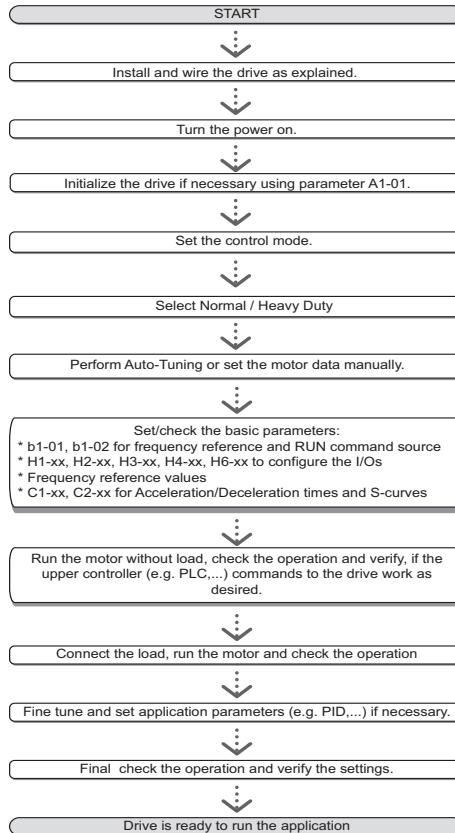 START
Install and wire the drive as explained.
Turn the power on.
Initialize the drive if necessary using parameter A1-01.
Set the control mode.
Select Normal / Heavy Duty
Perform Auto-Tuning or set the motor data manually.
Set/check the basic parameters:
* b1-01, b1-02 for frequency reference and RUN command source
* H1-xx, H2-xx, H3-xx, H4-xx, H6-xx to configure the I/Os
* Frequency reference values
* C1-xx, C2-xx for Acceleration/Deceleration times and S-curves
Run the motor without load, check the operation and verify, if the
upper controller (e.g. PLC,...) commands to the drive work as
desired.
Connect the load, run the motor and check the operation
Fine tune and set application parameters (e.g. PID,...) if necessary.
Final check the operation and verify the settings.
Drive is ready to run the application